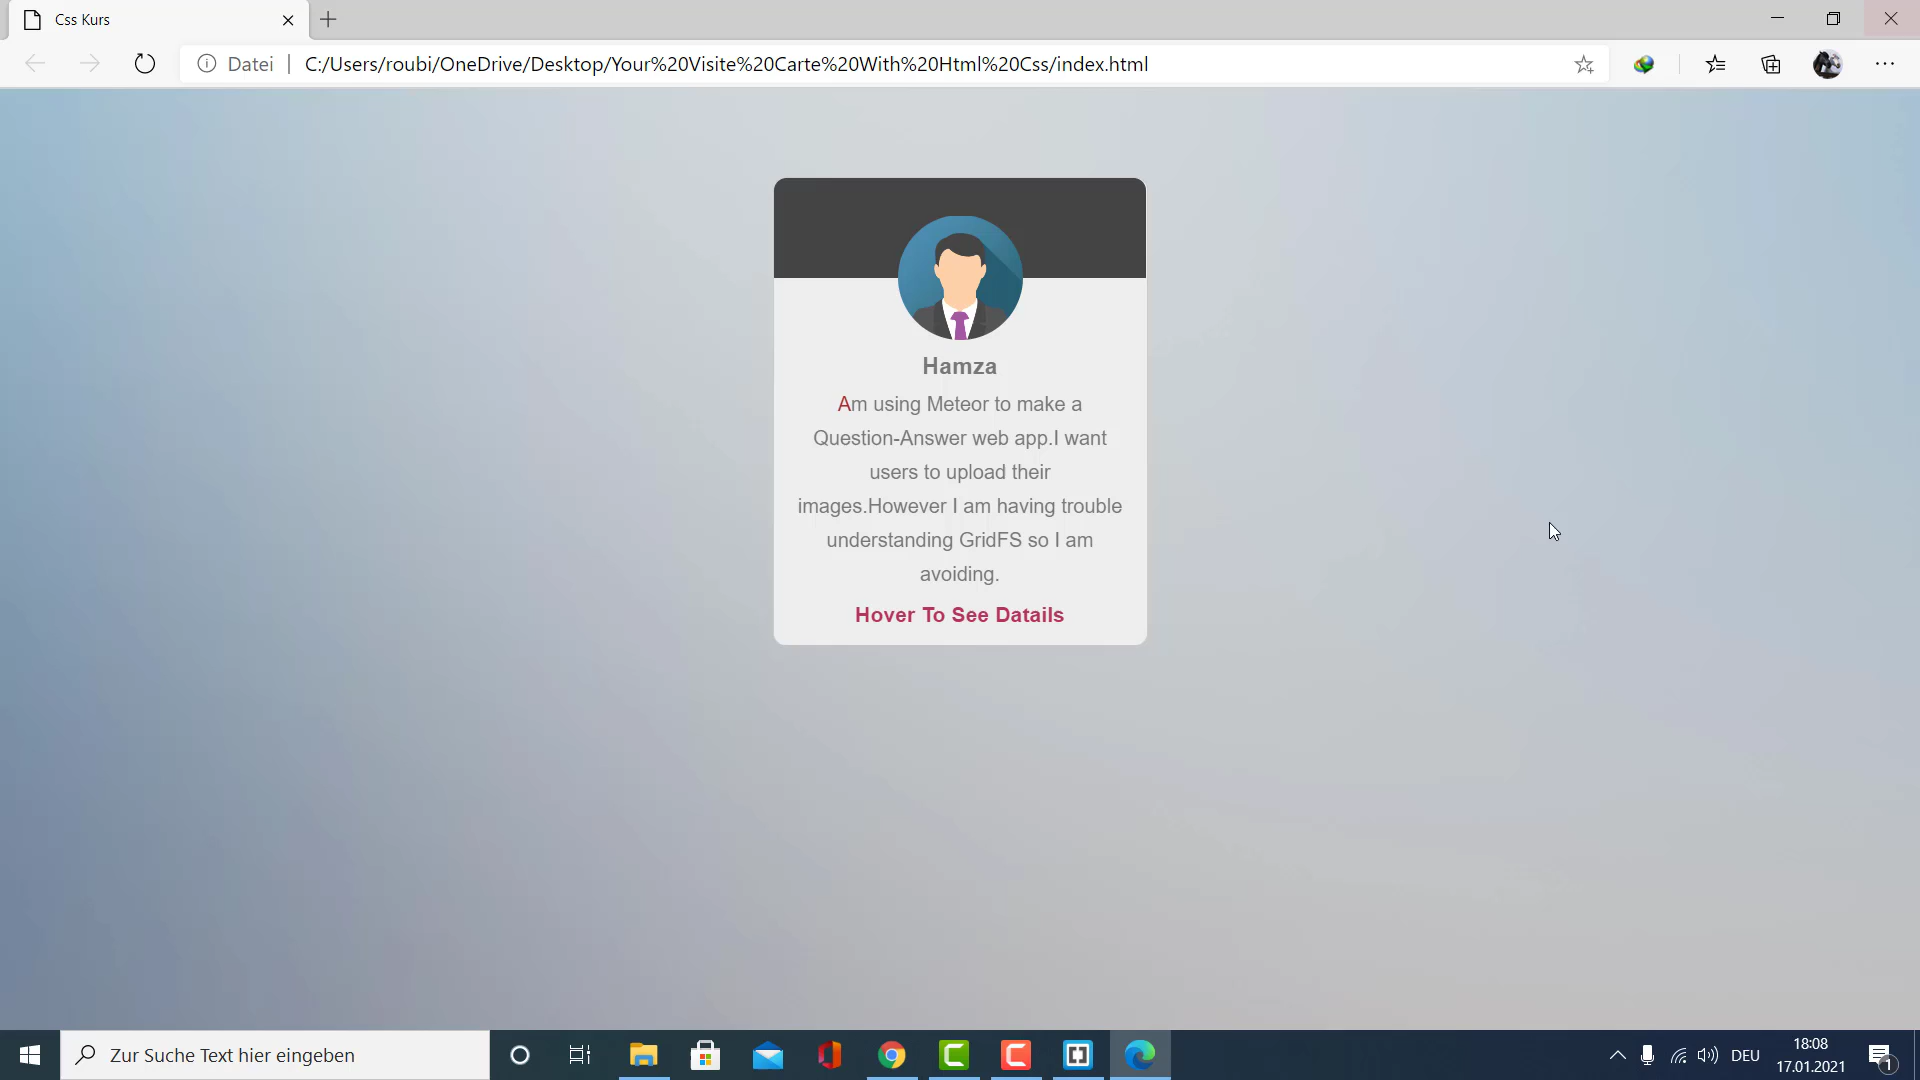 Css Kurs
Datei
C:/Users/roubi/OneDrive/Desktop/Your%20Visite%20Carte%20With%20Html%20Css/index.html
Hamza
Am using Meteor to make a
Question-Answer web app.I want
users to upload their
images.However I am having trouble
understanding GridFS so I am
avoiding.
Hover To See Datails
Zur Suche Text hier eingeben
DEU
18:08
17.01.2021
1